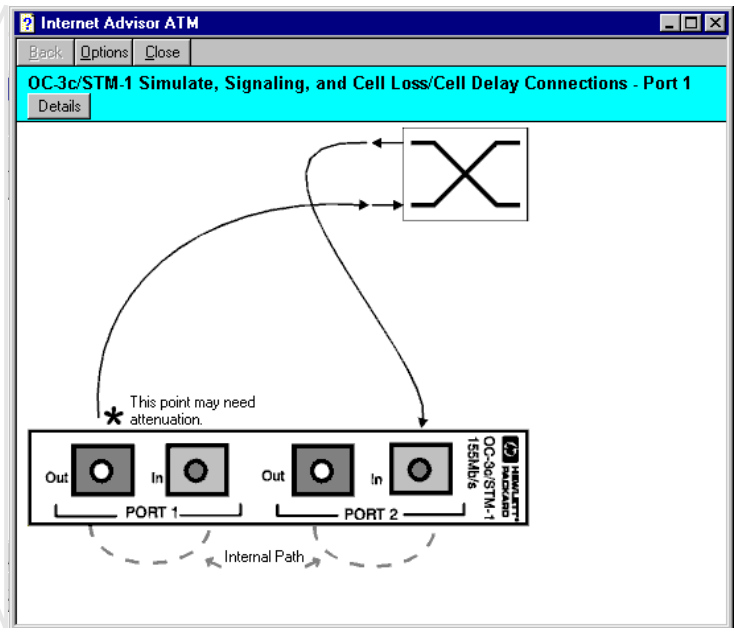 Internet Advisor ATM
Back Options Close
OC-3c/STM-1 Simulate, Signaling, and Cell Loss/Cell Delay Connections - Port 1
Details
* This point may need
attenuation.
Out In Out In
PORT 1 PORT 2
hp HEWLETT
PACKARD
OC-3c/STM-1
155Mb/s
Internal Path